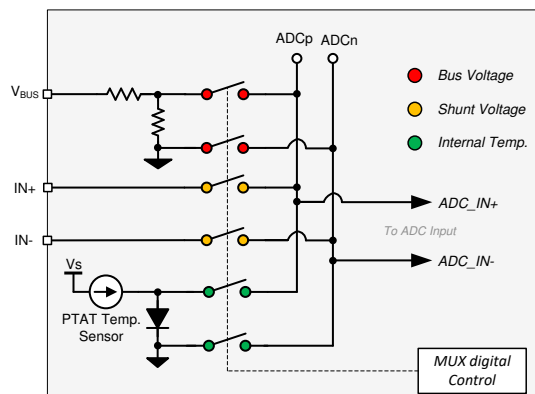 ADCp ADCn
VBUS
Bus Voltage
Shunt Voltage
Internal Temp.
IN+
ADC_IN+
To ADC Input
IN-
ADC_IN-
Vs
PTAT Temp.
Sensor
MUX digital
Control